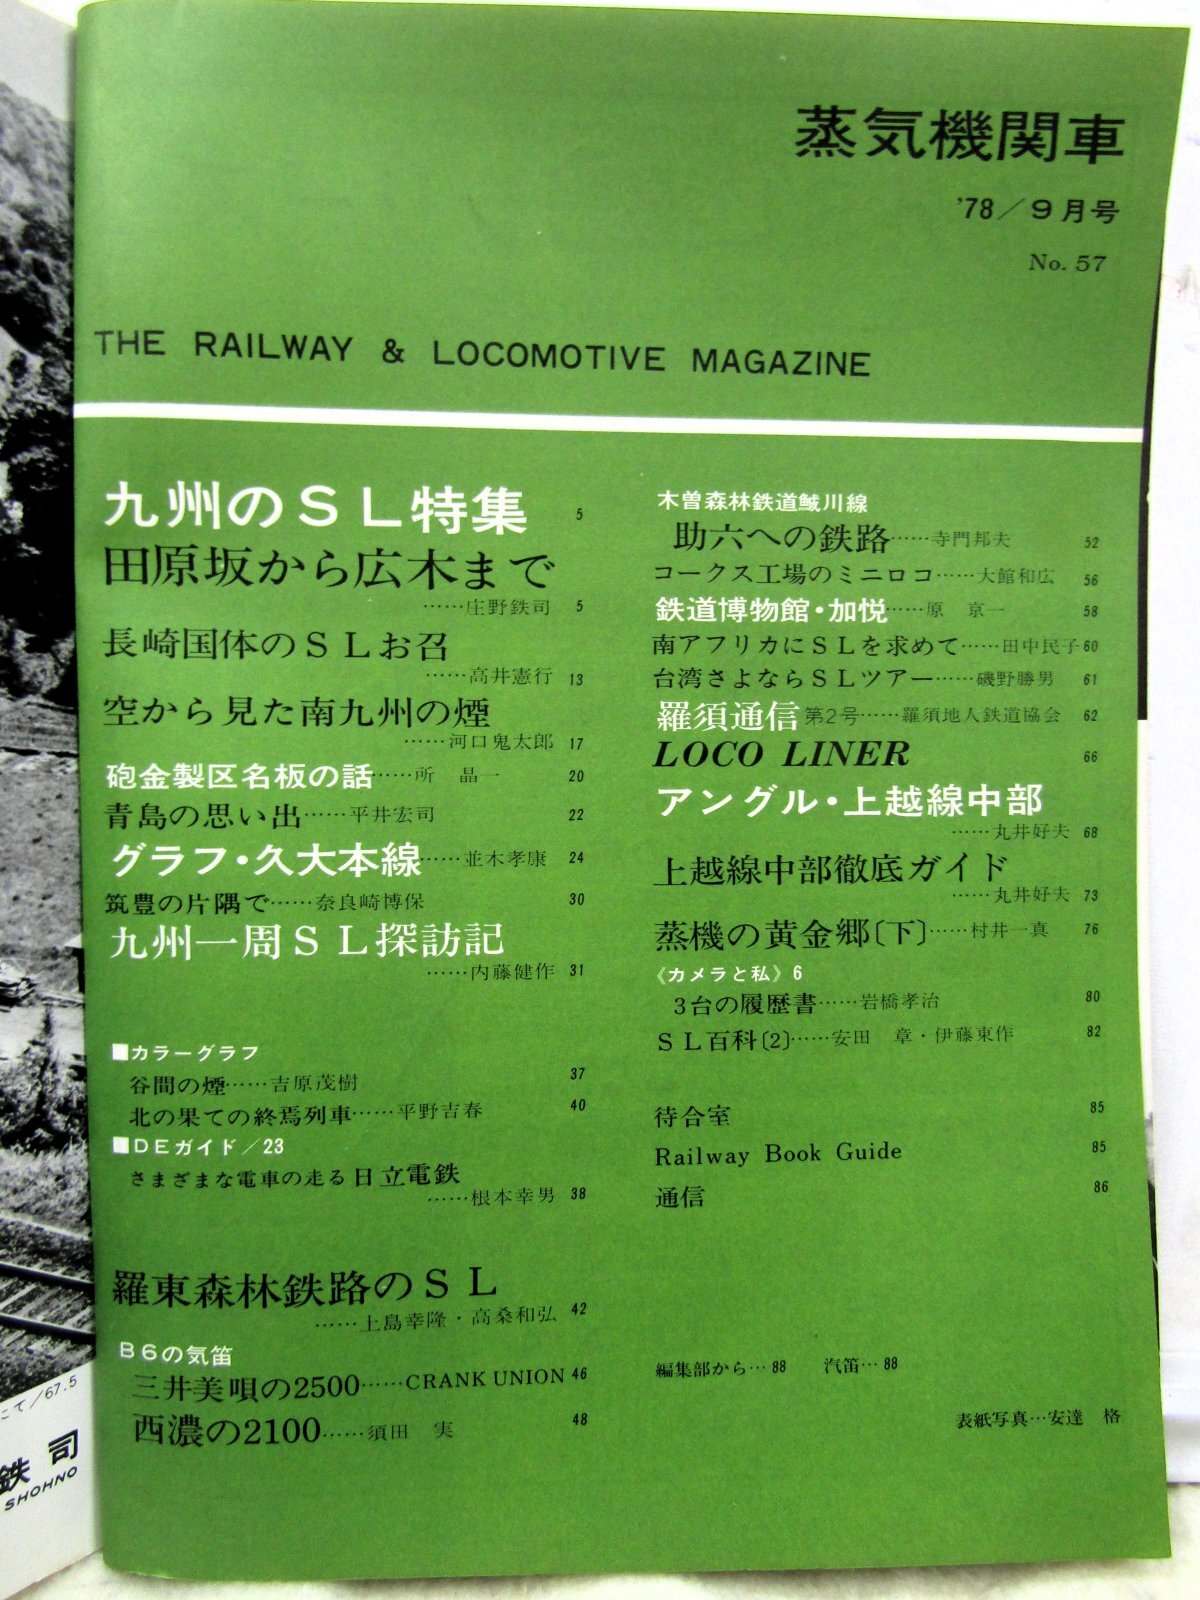 蒸気機関車
'78/9月号
No. 57
THE RAILWAY & LOCOMOTIVE MAGAZINE
九州のSL特集 5
田原坂から広木まで
……庄野鉄司 5
長崎国体のSLお召
……高井憲行 13
空から見た南九州の煙
……河口鬼太郎 17
砲金製区名板の話……所 晶一 20
青島の思い出……平井宏司 22
グラフ・久大本線……並木孝康 24
筑豊の片隅で……奈良崎博保 30
九州一周SL探訪記
……内藤健作 31
■カラーグラフ
谷間の煙……吉原茂樹 37
北の果ての終焉列車……平野吉春 40
■DEガイド/23
さまざまな電車の走る日立電鉄
……根本幸男 38
羅東森林鉄路のSL
……上島幸隆・高桑和弘 42
B6の気笛
三井美唄の2500……CRANK UNION 46
西濃の2100……須田 実 48
木曽森林鉄道鰔川線
助六への鉄路……寺門邦夫 52
コークス工場のミニロコ……大館和広 56
鉄道博物館・加悦……原 京一 58
南アフリカにSLを求めて……田中民子 60
台湾さよならSLツアー……磯野勝男 61
羅須通信 第2号……羅須地人鉄道協会 62
LOCO LINER 66
アングル・上越線中部
……丸井好夫 68
上越線中部徹底ガイド
……丸井好夫 73
蒸機の黄金郷〔下〕……村井一真 76
《カメラと私》6
3台の履歴書……岩橋孝治 80
SL百科〔2〕……安田 章・伊藤東作 82
待合室 85
Railway Book Guide 85
通信 86
編集部から… 88 汽笛… 88
表紙写真…安達 格
にて/67.5
鉄司
SHOHNO